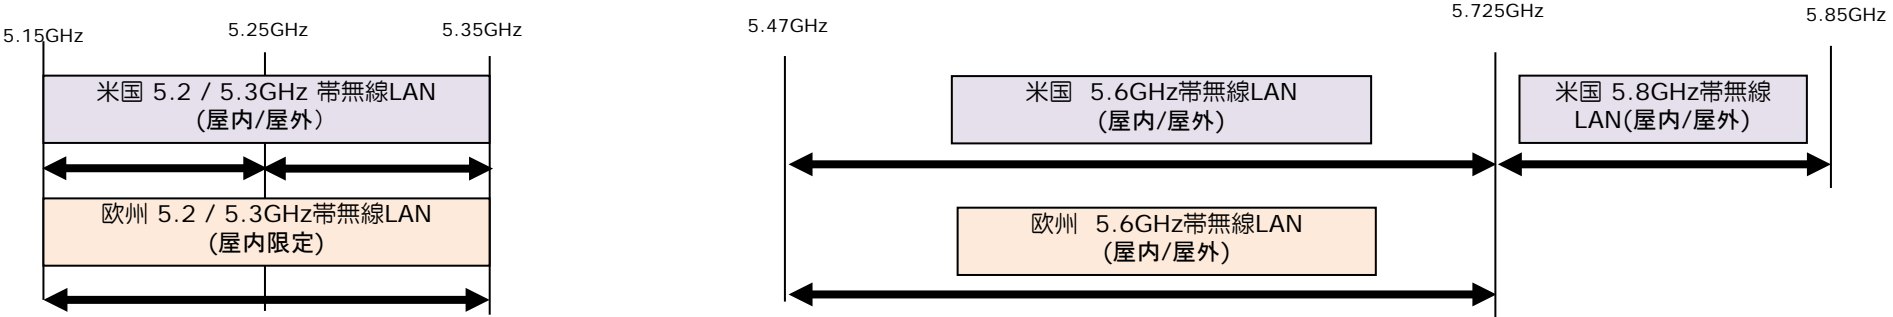 5.15GHz
5.25GHz
5.35GHz
5.47GHz
5.725GHz
5.85GHz
米国 5.2 / 5.3GHz 帯無線LAN
(屋内/屋外)
米国 5.6GHz帯無線LAN
(屋内/屋外)
米国 5.8GHz帯無線
LAN(屋内/屋外)
欧州 5.2 / 5.3GHz帯無線LAN
(屋内限定)
欧州 5.6GHz帯無線LAN
(屋内/屋外)